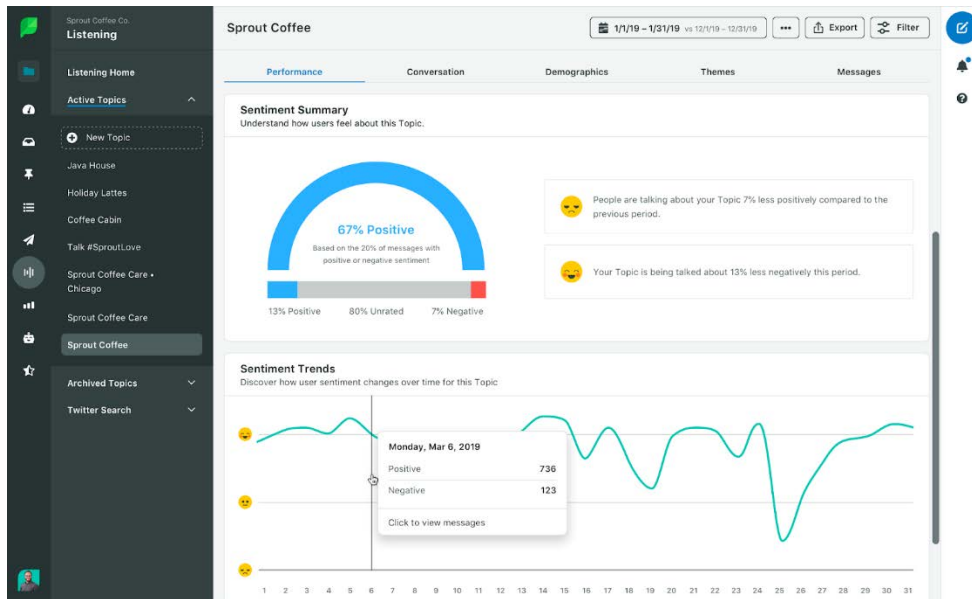 Sprout Coffee Co.
Listening
Listening Home
Active Topics
New Topic
Java House
Holiday Lattes
Coffee Cabin
Talk #SproutLove
Sprout Coffee Care •
Chicago
Sprout Coffee Care
Sprout Coffee
Archived Topics
Twitter Search
Sprout Coffee
1/1/19 – 1/31/19 vs 12/1/19 – 12/31/19
Export
Filter
Performance Conversation Demographics Themes Messages
Sentiment Summary
Understand how users feel about this Topic.
67% Positive
Based on the 20% of messages with
positive or negative sentiment
13% Positive 80% Unrated 7% Negative
People are talking about your Topic 7% less positively compared to the
previous period.
Your Topic is being talked about 13% less negatively this period.
Sentiment Trends
Discover how user sentiment changes over time for this Topic
Monday, Mar 6, 2019
Positive 736
Negative 123
Click to view messages
1 2 3 4 5 6 7 8 9 10 11 12 13 14 15 16 17 18 19 20 21 22 23 24 25 26 27 28 29 30 31